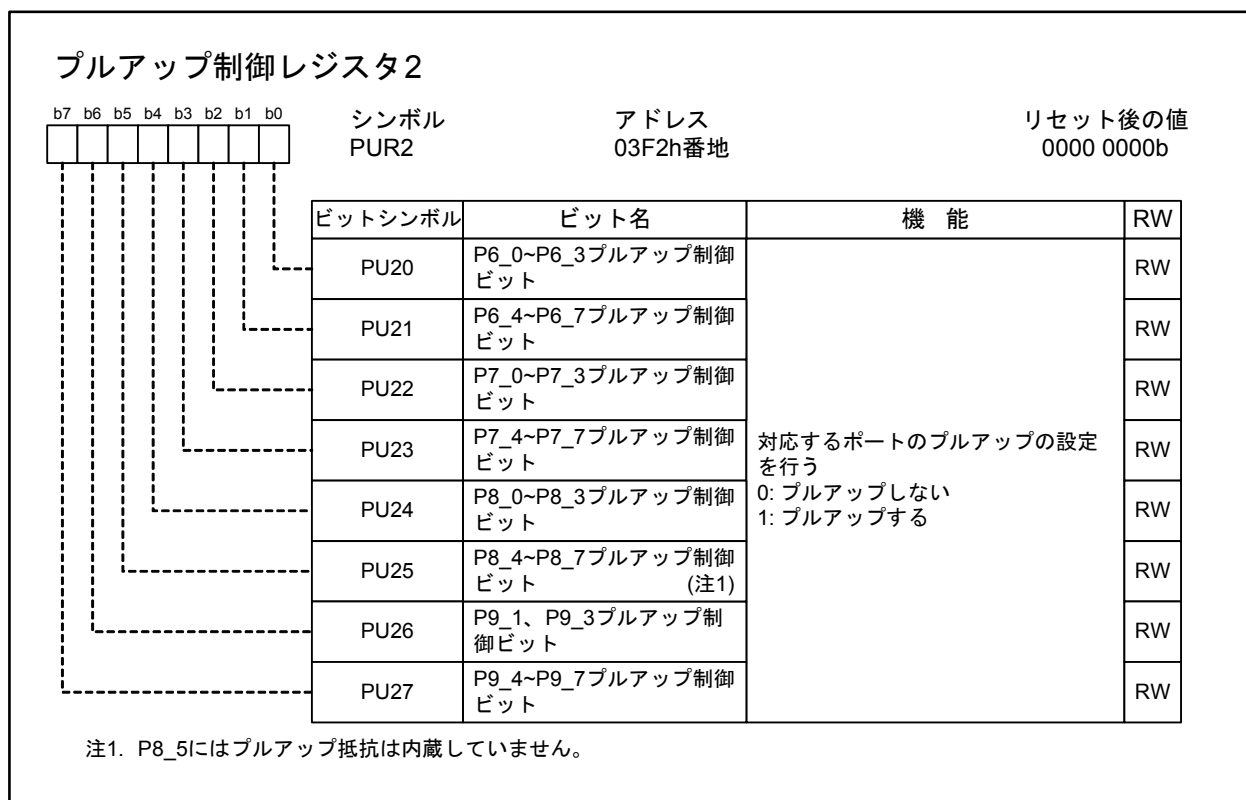 プルアップ制御レジスタ2
b7 b6 b5 b4 b3 b2 b1 b0
シンボル アドレス リセット後の値
PUR2 03F2h番地 0000 0000b
ビットシンボル ビット名 機 能 RW
PU20 P6_0~P6_3プルアップ制御
ビット RW
PU21 P6_4~P6_7プルアップ制御
ビット RW
PU22 P7_0~P7_3プルアップ制御
ビット RW
PU23 P7_4~P7_7プルアップ制御
ビット RW
PU24 P8_0~P8_3プルアップ制御
ビット RW
PU25 P8_4~P8_7プルアップ制御
ビット (注1) RW
PU26 P9_1、P9_3プルアップ制
御ビット RW
PU27 P9_4~P9_7プルアップ制御
ビット RW
対応するポートのプルアップの設定
を行う
0: プルアップしない
1: プルアップする
注1. P8_5にはプルアップ抵抗は内蔵していません。